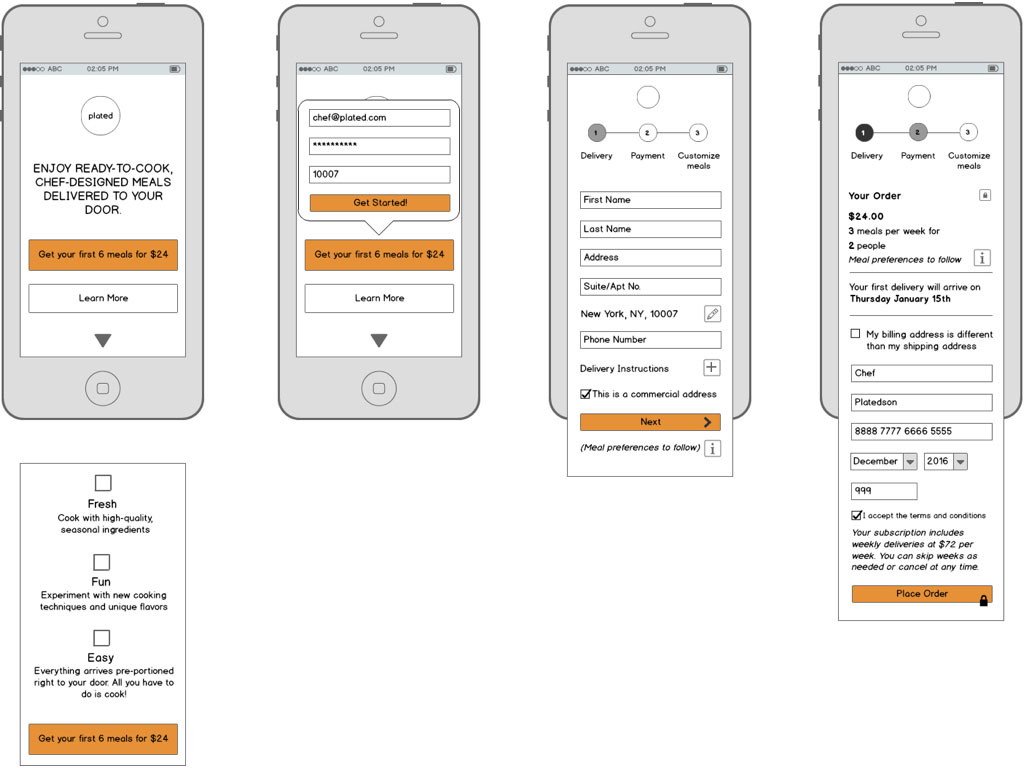 ABC 02:05 PM
plated
ENJOY READY-TO-COOK,
CHEF-DESIGNED MEALS
DELIVERED TO YOUR
DOOR.
Get your first 6 meals for $24
Learn More
Fresh
Cook with high-quality,
seasonal ingredients
Fun
Experiment with new cooking
techniques and unique flavors
Easy
Everything arrives pre-portioned
right to your door. All you have to
do is cook!
Get your first 6 meals for $24
ABC 02:05 PM
chef@plated.com
**********
10007
Get Started!
Get your first 6 meals for $24
Learn More
ABC 02:05 PM
1 2 3
Delivery Payment Customize
meals
First Name
Last Name
Address
Suite/Apt No.
New York, NY, 10007
Phone Number
Delivery Instructions
This is a commercial address
Next
(Meal preferences to follow) i
ABC 02:05 PM
1 2 3
Delivery Payment Customize
meals
Your Order
$24.00
3 meals per week for
2 people
Meal preferences to follow i
Your first delivery will arrive on
Thursday January 15th
My billing address is different
than my shipping address
Chef
Platedson
8888 7777 6666 5555
December 2016
999
I accept the terms and conditions
Your subscription includes
weekly deliveries at $72 per
week. You can skip weeks as
needed or cancel at any time.
Place Order